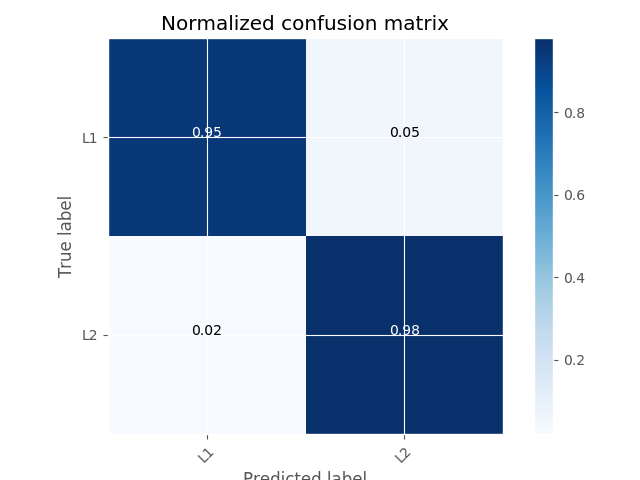 Normalized confusion matrix
True label
L1
0.95
0.05
L2
0.02
0.98
L1
L2
Predicted label
0.8
0.6
0.4
0.2